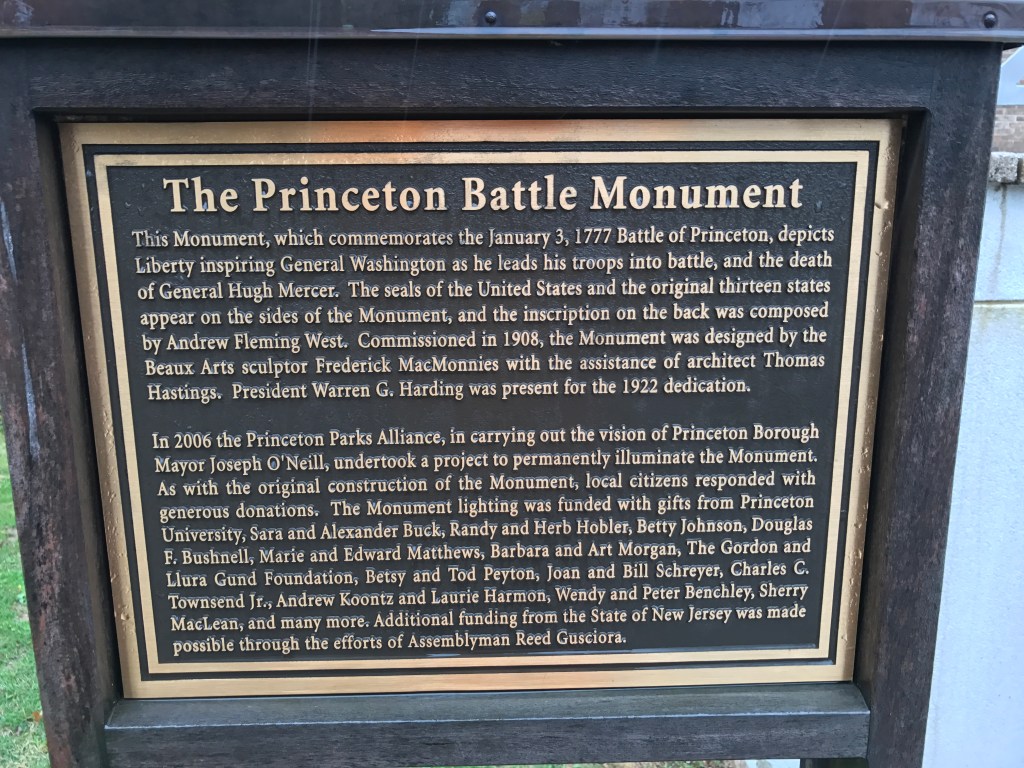 The Princeton Battle Monument
This Monument, which commemorates the January 3, 1777 Battle of Princeton, depicts
Liberty inspiring General Washington as he leads his troops into battle, and the death
of General Hugh Mercer. The seals of the United States and the original thirteen states
appear on the sides of the Monument, and the inscription on the back was composed
by Andrew Fleming West. Commissioned in 1908, the Monument was designed by the
Beaux Arts sculptor Frederick MacMonnies with the assistance of architect Thomas
Hastings. President Warren G. Harding was present for the 1922 dedication.
In 2006 the Princeton Parks Alliance, in carrying out the vision of Princeton Borough
Mayor Joseph O'Neill, undertook a project to permanently illuminate the Monument.
As with the original construction of the Monument, local citizens responded with
generous donations. The Monument lighting was funded with gifts from Princeton
University, Sara and Alexander Buck, Randy and Herb Hobler, Betty Johnson, Douglas
F. Bushnell, Marie and Edward Matthews, Barbara and Art Morgan, The Gordon and
Llura Gund Foundation, Betsy and Tod Peyton, Joan and Bill Schreyer, Charles C.
Townsend Jr., Andrew Koontz and Laurie Harmon, Wendy and Peter Benchley, Sherry
MacLean, and many more. Additional funding from the State of New Jersey was made
possible through the efforts of Assemblyman Reed Gusciora.